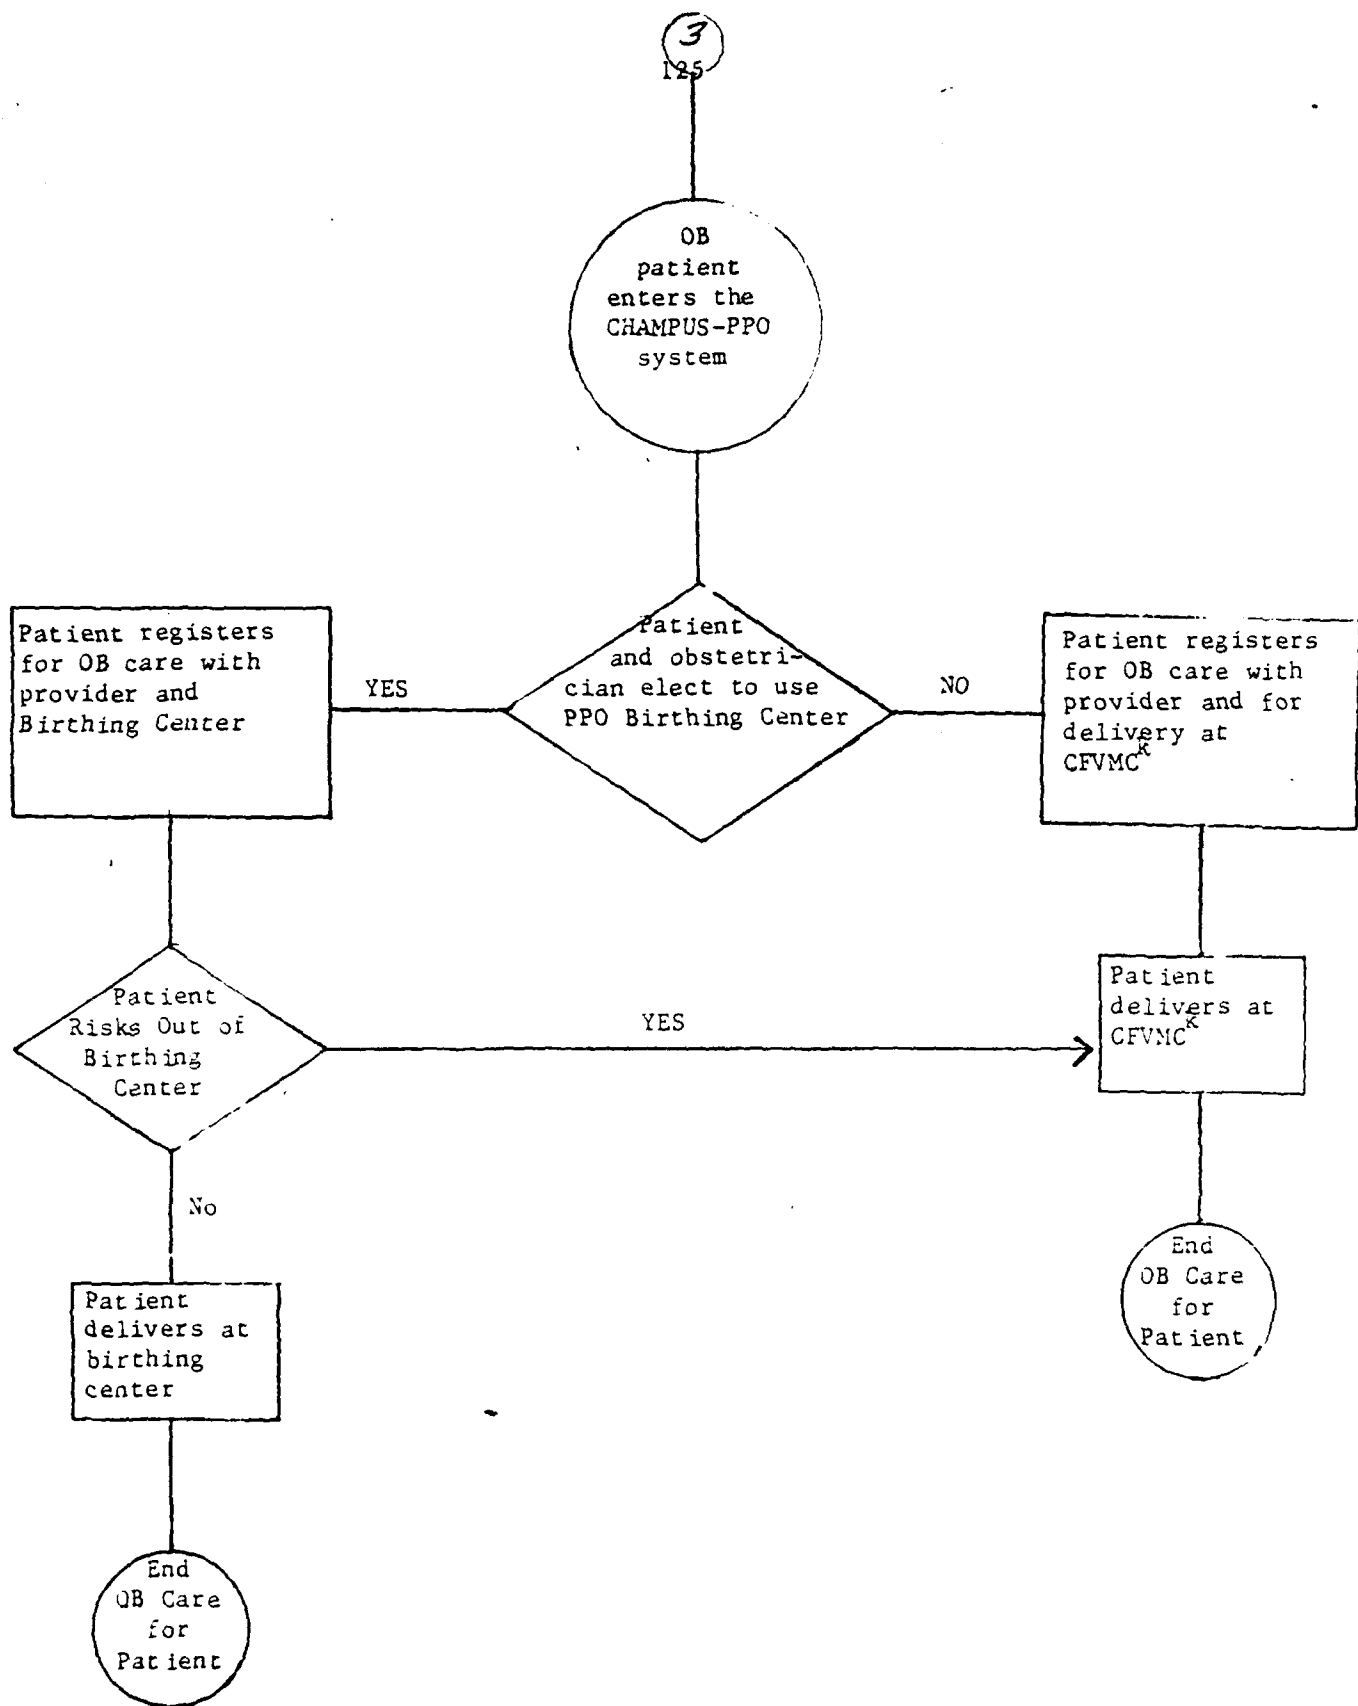 3
125
OB
patient
enters the
CHAMPUS-PPO
system
Patient
and obstetri-
cian elect to use
PPO Birthing Center
YES
NO
Patient registers
for OB care with
provider and
Birthing Center
Patient registers
for OB care with
provider and for
delivery at
CFVMC^K
Patient
Risks Out of
Birthing
Center
YES
Patient
delivers at
CFVMC^K
No
End
OB Care
for
Patient
Patient
delivers at
birthing
center
End
OB Care
for
Patient